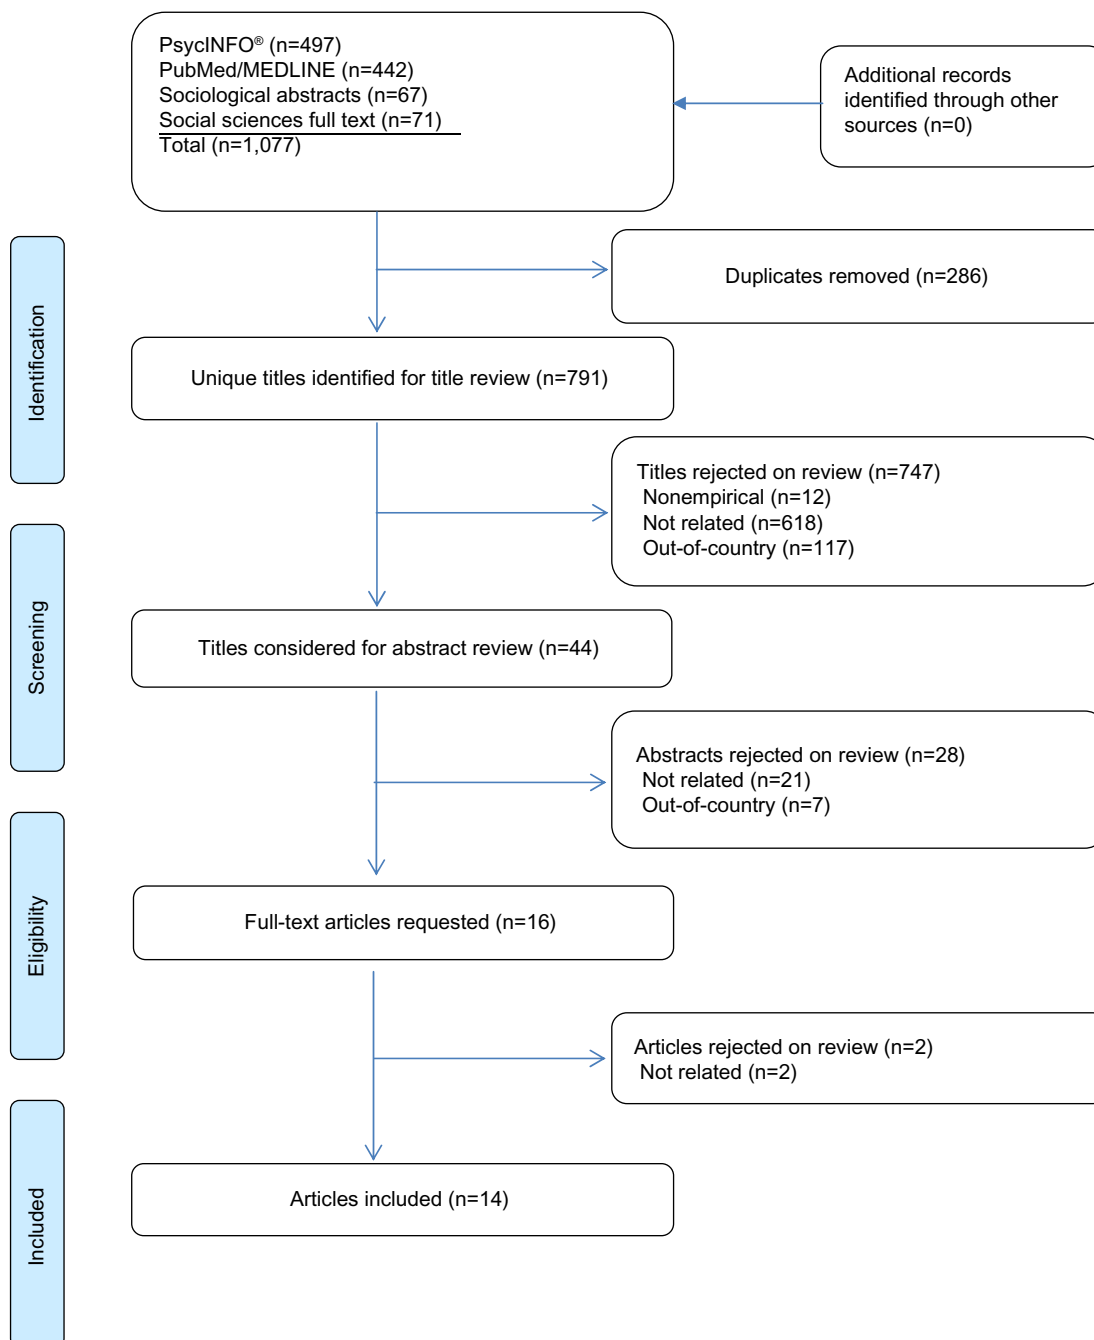 PsycINFO® (n=497)
PubMed/MEDLINE (n=442)
Sociological abstracts (n=67)
Social sciences full text (n=71)
Total (n=1,077)
Additional records
identified through other
sources (n=0)
Duplicates removed (n=286)
Identification
Unique titles identified for title review (n=791)
Titles rejected on review (n=747)
Nonempirical (n=12)
Not related (n=618)
Out-of-country (n=117)
Screening
Titles considered for abstract review (n=44)
Abstracts rejected on review (n=28)
Not related (n=21)
Out-of-country (n=7)
Eligibility
Full-text articles requested (n=16)
Articles rejected on review (n=2)
Not related (n=2)
Included
Articles included (n=14)